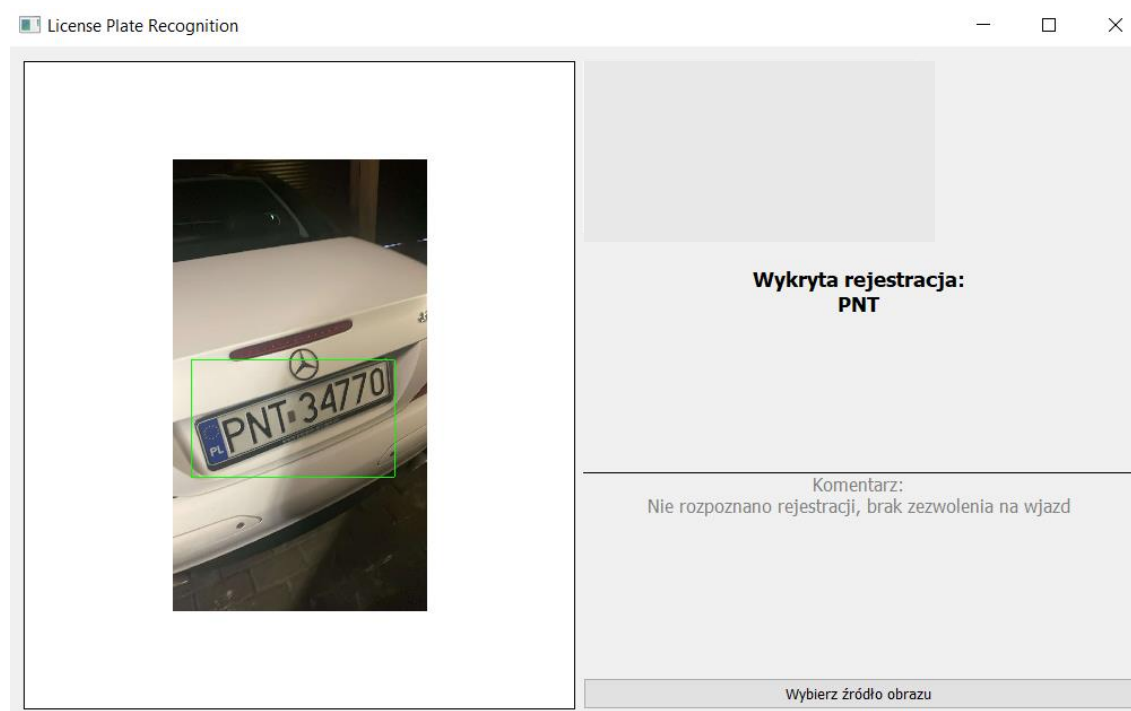 License Plate Recognition
PNT 34770
PL
Wykryta rejestracja:
PNT
Komentarz:
Nie rozpoznano rejestracji, brak zezwolenia na wjazd
Wybierz źródło obrazu